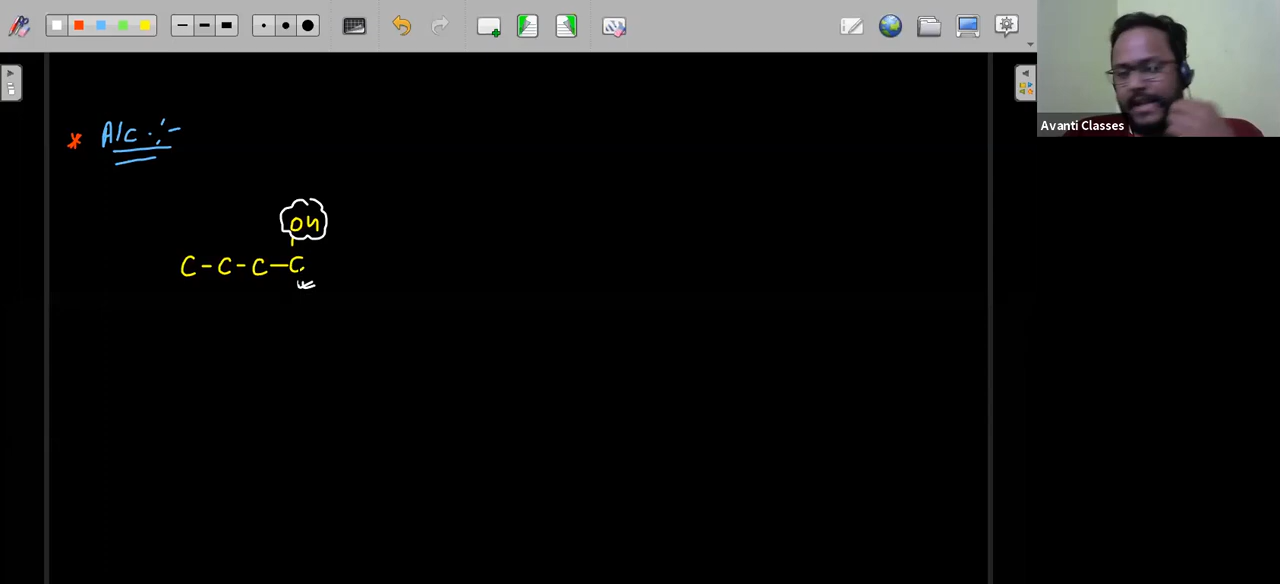 * Alc :-
OH
C - C - C - C
Avanti Classes